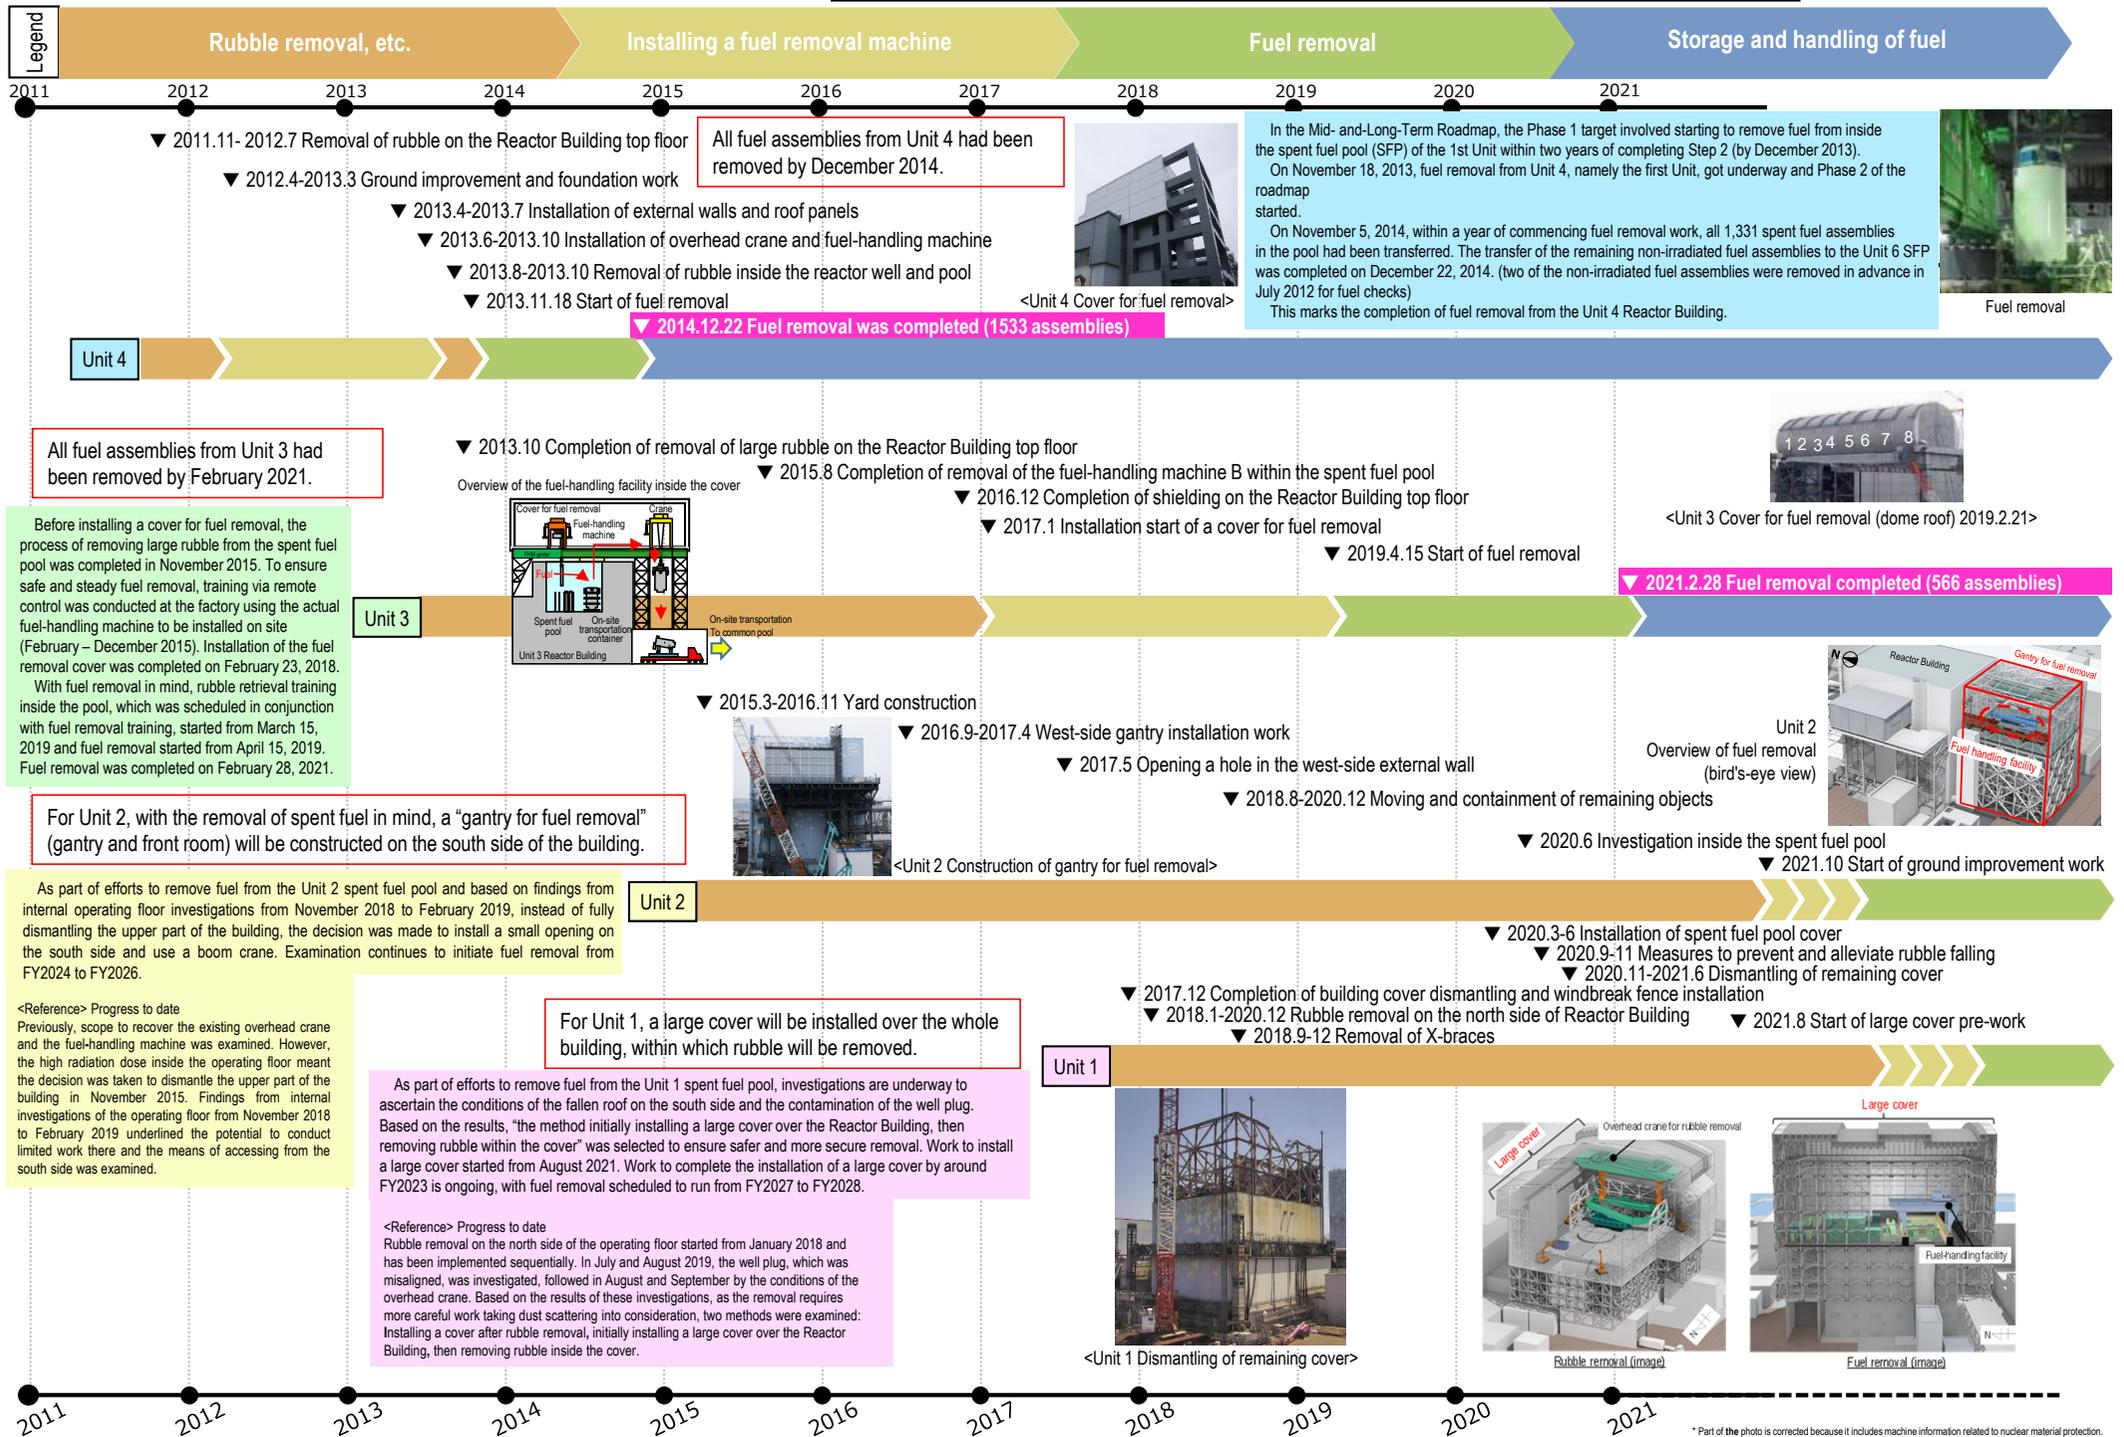 Legend
Rubble removal, etc.
Installing a fuel removal machine
Fuel removal
Storage and handling of fuel
2011 2012 2013 2014 2015 2016 2017 2018 2019 2020 2021
▼ 2011.11- 2012.7 Removal of rubble on the Reactor Building top floor
▼ 2012.4-2013.3 Ground improvement and foundation work
▼ 2013.4-2013.7 Installation of external walls and roof panels
▼ 2013.6-2013.10 Installation of overhead crane and fuel-handling machine
▼ 2013.8-2013.10 Removal of rubble inside the reactor well and pool
▼ 2013.11.18 Start of fuel removal
▼ 2014.12.22 Fuel removal was completed (1533 assemblies)
All fuel assemblies from Unit 4 had been
removed by December 2014.
<Unit 4 Cover for fuel removal>
In the Mid- and-Long-Term Roadmap, the Phase 1 target involved starting to remove fuel from inside
the spent fuel pool (SFP) of the 1st Unit within two years of completing Step 2 (by December 2013).
On November 18, 2013, fuel removal from Unit 4, namely the first Unit, got underway and Phase 2 of the
roadmap
started.
On November 5, 2014, within a year of commencing fuel removal work, all 1,331 spent fuel assemblies
in the pool had been transferred. The transfer of the remaining non-irradiated fuel assemblies to the Unit 6 SFP
was completed on December 22, 2014. (two of the non-irradiated fuel assemblies were removed in advance in
July 2012 for fuel checks)
This marks the completion of fuel removal from the Unit 4 Reactor Building.
Fuel removal
Unit 4
All fuel assemblies from Unit 3 had
been removed by February 2021.
▼ 2013.10 Completion of removal of large rubble on the Reactor Building top floor
▼ 2015.8 Completion of removal of the fuel-handling machine B within the spent fuel pool
▼ 2016.12 Completion of shielding on the Reactor Building top floor
▼ 2017.1 Installation start of a cover for fuel removal
▼ 2019.4.15 Start of fuel removal
▼ 2021.2.28 Fuel removal completed (566 assemblies)
1 2 3 4 5 6 7 8
<Unit 3 Cover for fuel removal (dome roof) 2019.2.21>
Overview of the fuel-handling facility inside the cover
Cover for fuel removal
Crane
Fuel-handling
machine
FHM girder
Fuel
Spent fuel
pool
On-site
transportation
container
Unit 3 Reactor Building
On-site transportation
To common pool
Before installing a cover for fuel removal, the
process of removing large rubble from the spent fuel
pool was completed in November 2015. To ensure
safe and steady fuel removal, training via remote
control was conducted at the factory using the actual
fuel-handling machine to be installed on site
(February – December 2015). Installation of the fuel
removal cover was completed on February 23, 2018.
With fuel removal in mind, rubble retrieval training
inside the pool, which was scheduled in conjunction
with fuel removal training, started from March 15,
2019 and fuel removal started from April 15, 2019.
Fuel removal was completed on February 28, 2021.
Unit 3
▼ 2015.3-2016.11 Yard construction
▼ 2016.9-2017.4 West-side gantry installation work
▼ 2017.5 Opening a hole in the west-side external wall
▼ 2018.8-2020.12 Moving and containment of remaining objects
▼ 2020.6 Investigation inside the spent fuel pool
▼ 2021.10 Start of ground improvement work
<Unit 2 Construction of gantry for fuel removal>
Unit 2
Overview of fuel removal
(bird's-eye view)
N
Reactor Building
Gantry for fuel removal
Fuel handling facility
For Unit 2, with the removal of spent fuel in mind, a “gantry for fuel removal”
(gantry and front room) will be constructed on the south side of the building.
As part of efforts to remove fuel from the Unit 2 spent fuel pool and based on findings from
internal operating floor investigations from November 2018 to February 2019, instead of fully
dismantling the upper part of the building, the decision was made to install a small opening on
the south side and use a boom crane. Examination continues to initiate fuel removal from
FY2024 to FY2026.
Unit 2
<Reference> Progress to date
Previously, scope to recover the existing overhead crane
and the fuel-handling machine was examined. However,
the high radiation dose inside the operating floor meant
the decision was taken to dismantle the upper part of the
building in November 2015. Findings from internal
investigations of the operating floor from November 2018
to February 2019 underlined the potential to conduct
limited work there and the means of accessing from the
south side was examined.
▼ 2020.3-6 Installation of spent fuel pool cover
▼ 2020.9-11 Measures to prevent and alleviate rubble falling
▼ 2020.11-2021.6 Dismantling of remaining cover
▼ 2017.12 Completion of building cover dismantling and windbreak fence installation
▼ 2018.1-2020.12 Rubble removal on the north side of Reactor Building
▼ 2018.9-12 Removal of X-braces
▼ 2021.8 Start of large cover pre-work
For Unit 1, a large cover will be installed over the whole
building, within which rubble will be removed.
Unit 1
As part of efforts to remove fuel from the Unit 1 spent fuel pool, investigations are underway to
ascertain the conditions of the fallen roof on the south side and the contamination of the well plug.
Based on the results, “the method initially installing a large cover over the Reactor Building, then
removing rubble within the cover” was selected to ensure safer and more secure removal. Work to install
a large cover started from August 2021. Work to complete the installation of a large cover by around
FY2023 is ongoing, with fuel removal scheduled to run from FY2027 to FY2028.
<Reference> Progress to date
Rubble removal on the north side of the operating floor started from January 2018 and
has been implemented sequentially. In July and August 2019, the well plug, which was
misaligned, was investigated, followed in August and September by the conditions of the
overhead crane. Based on the results of these investigations, as the removal requires
more careful work taking dust scattering into consideration, two methods were examined:
Installing a cover after rubble removal, initially installing a large cover over the Reactor
Building, then removing rubble inside the cover.
<Unit 1 Dismantling of remaining cover>
Large cover
Overhead crane for rubble removal
N
Rubble removal (image)
Large cover
Fuel-handling facility
N
Fuel removal (image)
2011 2012 2013 2014 2015 2016 2017 2018 2019 2020 2021
* Part of the photo is corrected because it includes machine information related to nuclear material protection.